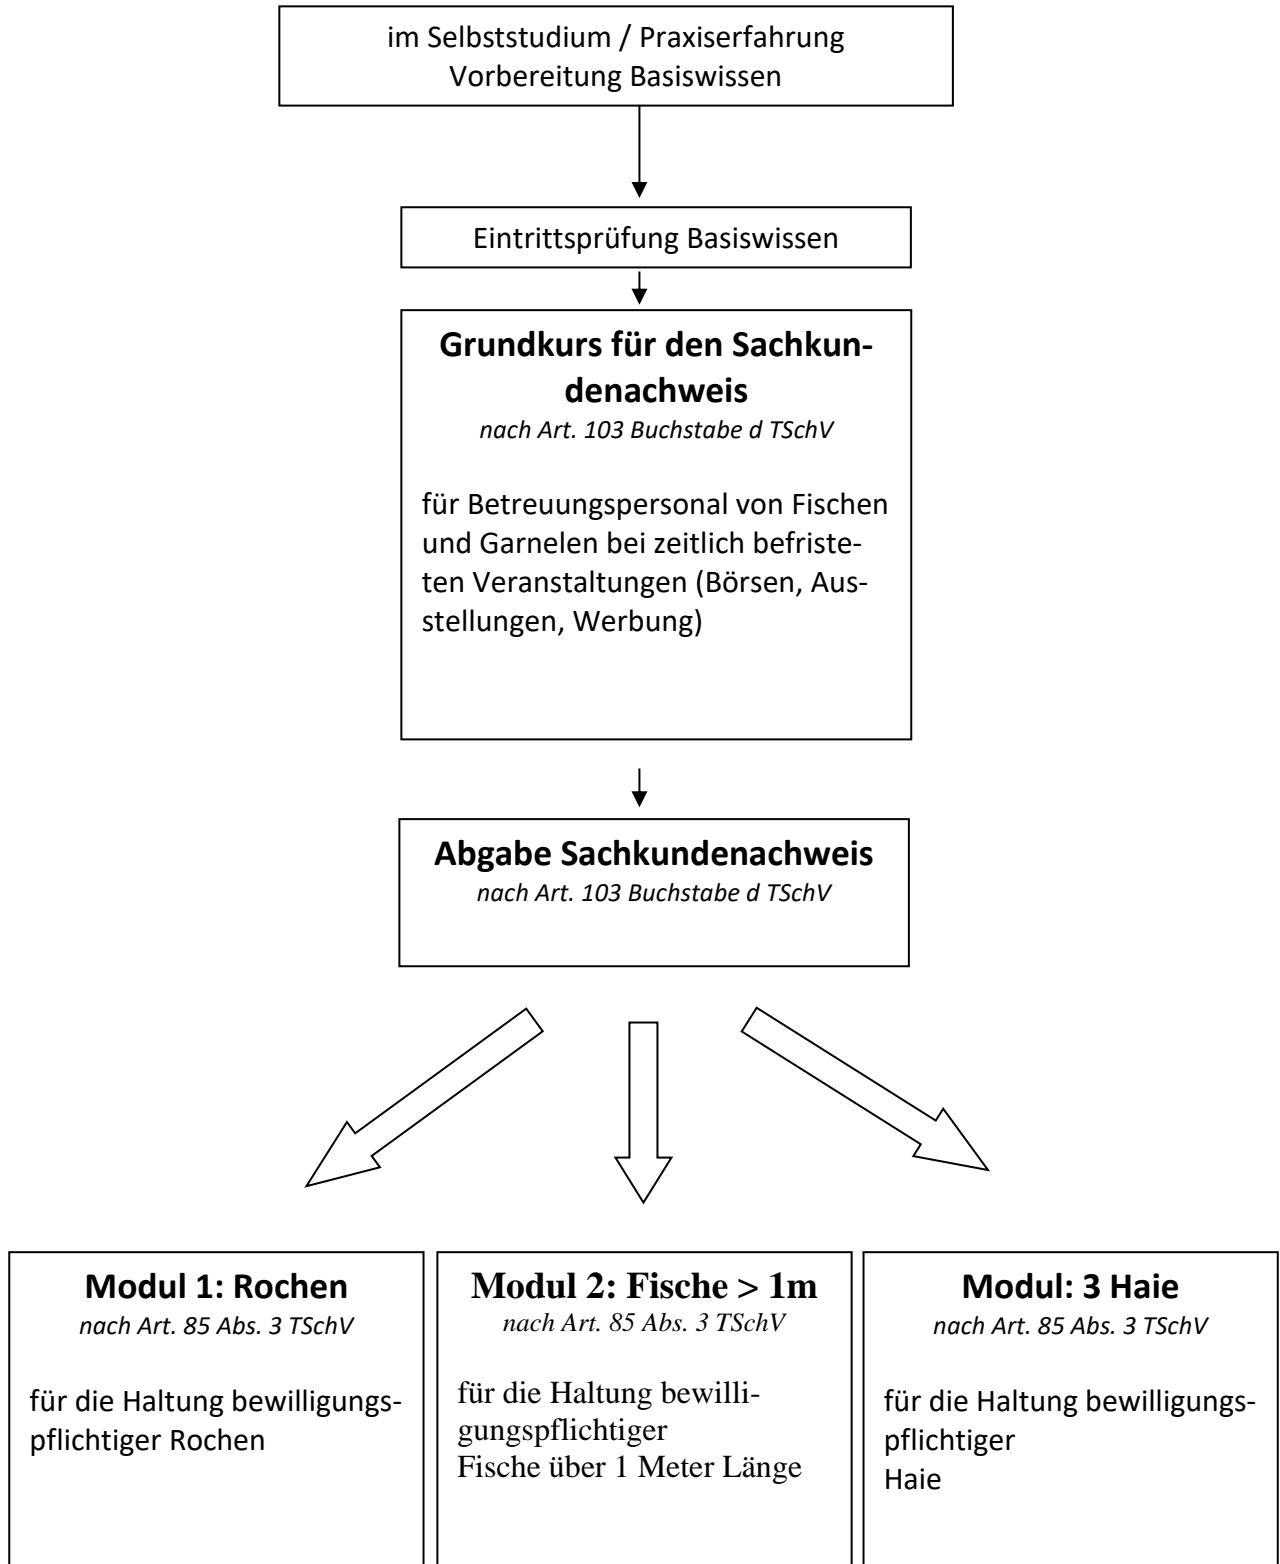 im Selbststudium / Praxiserfahrung
Vorbereitung Basiswissen
Eintrittsprüfung Basiswissen
Grundkurs für den Sachkun-
denachweis
nach Art. 103 Buchstabe d TSchV
für Betreuungspersonal von Fischen
und Garnelen bei zeitlich befriste-
ten Veranstaltungen (Börsen, Aus-
stellungen, Werbung)
Abgabe Sachkundenachweis
nach Art. 103 Buchstabe d TSchV
Modul 1: Rochen
nach Art. 85 Abs. 3 TSchV
für die Haltung bewilligungs-
pflichtiger Rochen
Modul 2: Fische > 1m
nach Art. 85 Abs. 3 TSchV
für die Haltung bewilli-
gungspflichtiger
Fische über 1 Meter Länge
Modul: 3 Haie
nach Art. 85 Abs. 3 TSchV
für die Haltung bewilligungs-
pflichtiger
Haie